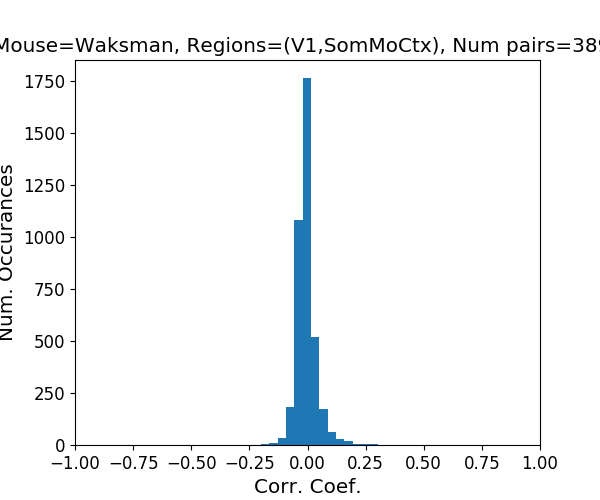 Mouse=Waksman, Regions=(V1,SomMoCtx), Num pairs=389
Num. Occurances
1750
1500
1250
1000
750
500
250
0
−1.00 −0.75 −0.50 −0.25 0.00 0.25 0.50 0.75 1.00
Corr. Coef.